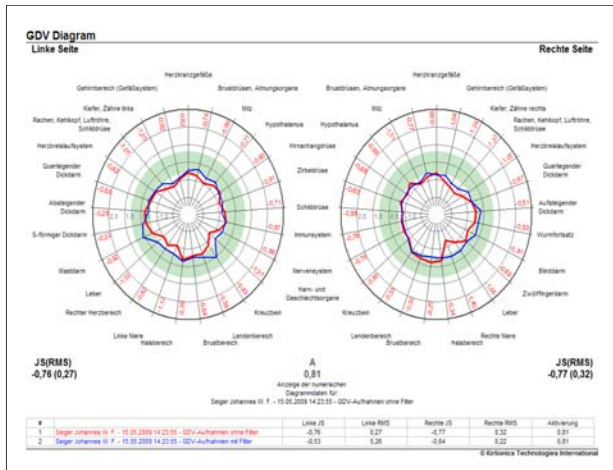 GDV Diagram
Linke Seite
Rechte Seite
Herzkranzgefäße
Gehirnbereich (Gefäßsystem)
Brustdrüsen, Atmungsorgane
Kiefer, Zähne links
Milz
Rachen, Kehlkopf, Luftröhre,
Schilddrüse
Hypothalamus
Herzkreislaufsystem
Hirnanhangdrüse
Querliegender
Dickdarm
Zirbeldrüse
Absteigender
Dickdarm
Schilddrüse
S-förmiger Dickdarm
Immunsystem
Mastdarm
Nervensystem
Leber
Harn- und
Geschlechtsorgane
Rechter Herzbereich
Kreuzbein
Linke Niere
Lendenbereich
Halsbereich
Brustbereich
Herzkranzgefäße
Brustdrüsen, Atmungsorgane
Gehirnbereich (Gefäßsystem)
Milz
Kiefer, Zähne rechts
Hypothalamus
Rachen, Kehlkopf, Luftröhre,
Schilddrüse
Herzkreislaufsystem
Querliegender
Dickdarm
Aufsteigender
Dickdarm
Wurmfortsatz
Blinddarm
Zwölffingerdarm
Leber
Kreuzbein
Rechte Niere
Lendenbereich
Halsbereich
Brustbereich
JS(RMS)
-0,76 (0,27)
A
0,81
JS(RMS)
-0,77 (0,32)
Anzeige der numerischen
Diagrammdaten für:
Seiger Johannes W. F. - 15.05.2009 14:23:55 - GDV-Aufnahmen ohne Filter
# Linke JS Linke RMS Rechte JS Rechte RMS Aktivierung
1 Seiger Johannes W. F. - 15.05.2009 14:23:55 - GDV-Aufnahmen ohne Filter -0,76 0,27 -0,77 0,32 0,81
2 Seiger Johannes W. F. - 15.05.2009 14:23:55 - GDV-Aufnahmen mit Filter -0,53 0,26 -0,64 0,22 0,81
© Kirlionics Technologies International